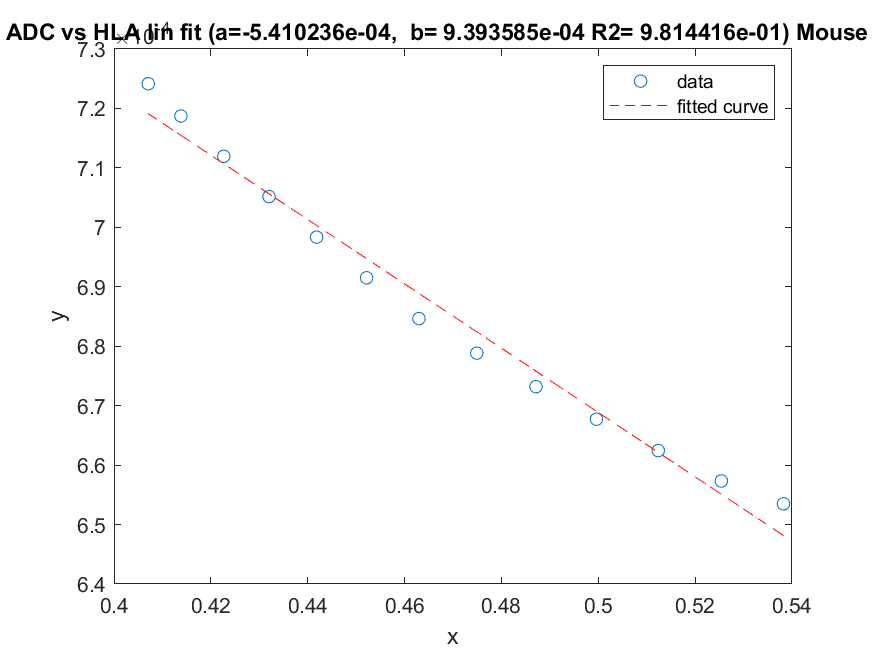 ADC vs HLA lin fit (a=-5.410236e-04,  b= 9.393585e-04 R2= 9.814416e-01) Mouse
×10-4
7.3
data
fitted curve
7.2
7.1
7
6.9
y
6.8
6.7
6.6
6.5
6.4
0.4 0.42 0.44 0.46 0.48 0.5 0.52 0.54
x